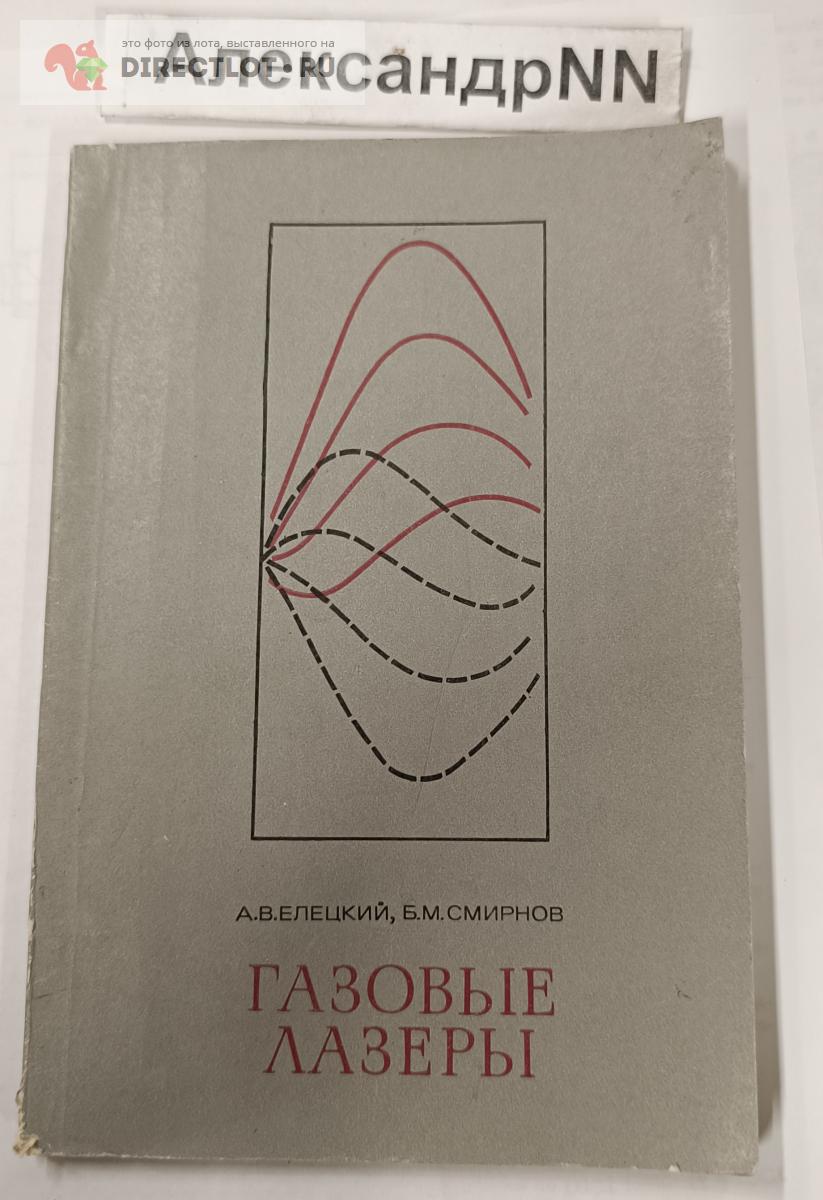 это фото из лота, выставленного на
DIRECTLOT.RU
АлександрNN
А.В.ЕЛЕЦКИЙ, Б.М.СМИРНОВ
ГАЗОВЫЕ
ЛАЗЕРЫ